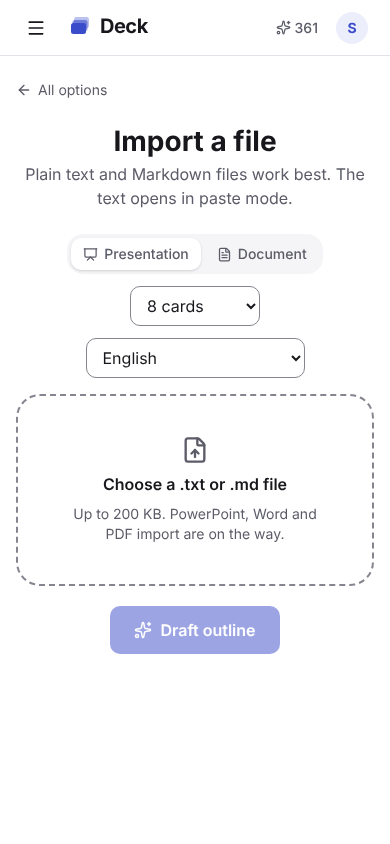 Deck
361
S
All options
Import a file
Plain text and Markdown files work best. The
text opens in paste mode.
Presentation
Document
8 cards
English
Choose a .txt or .md file
Up to 200 KB. PowerPoint, Word and
PDF import are on the way.
Draft outline